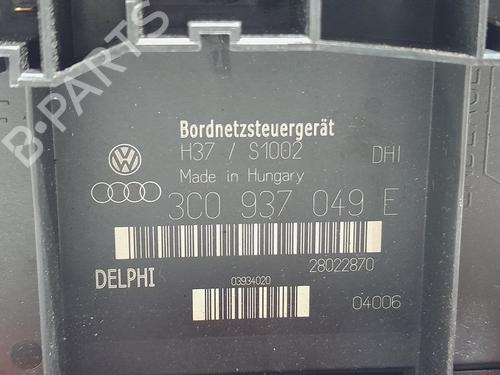 B-PARTS
Bordnetzsteuergerät
H37 / S1002 DHI
Made in Hungary
3C0 937 049 E
28022870
DELPHI
03934020
04006